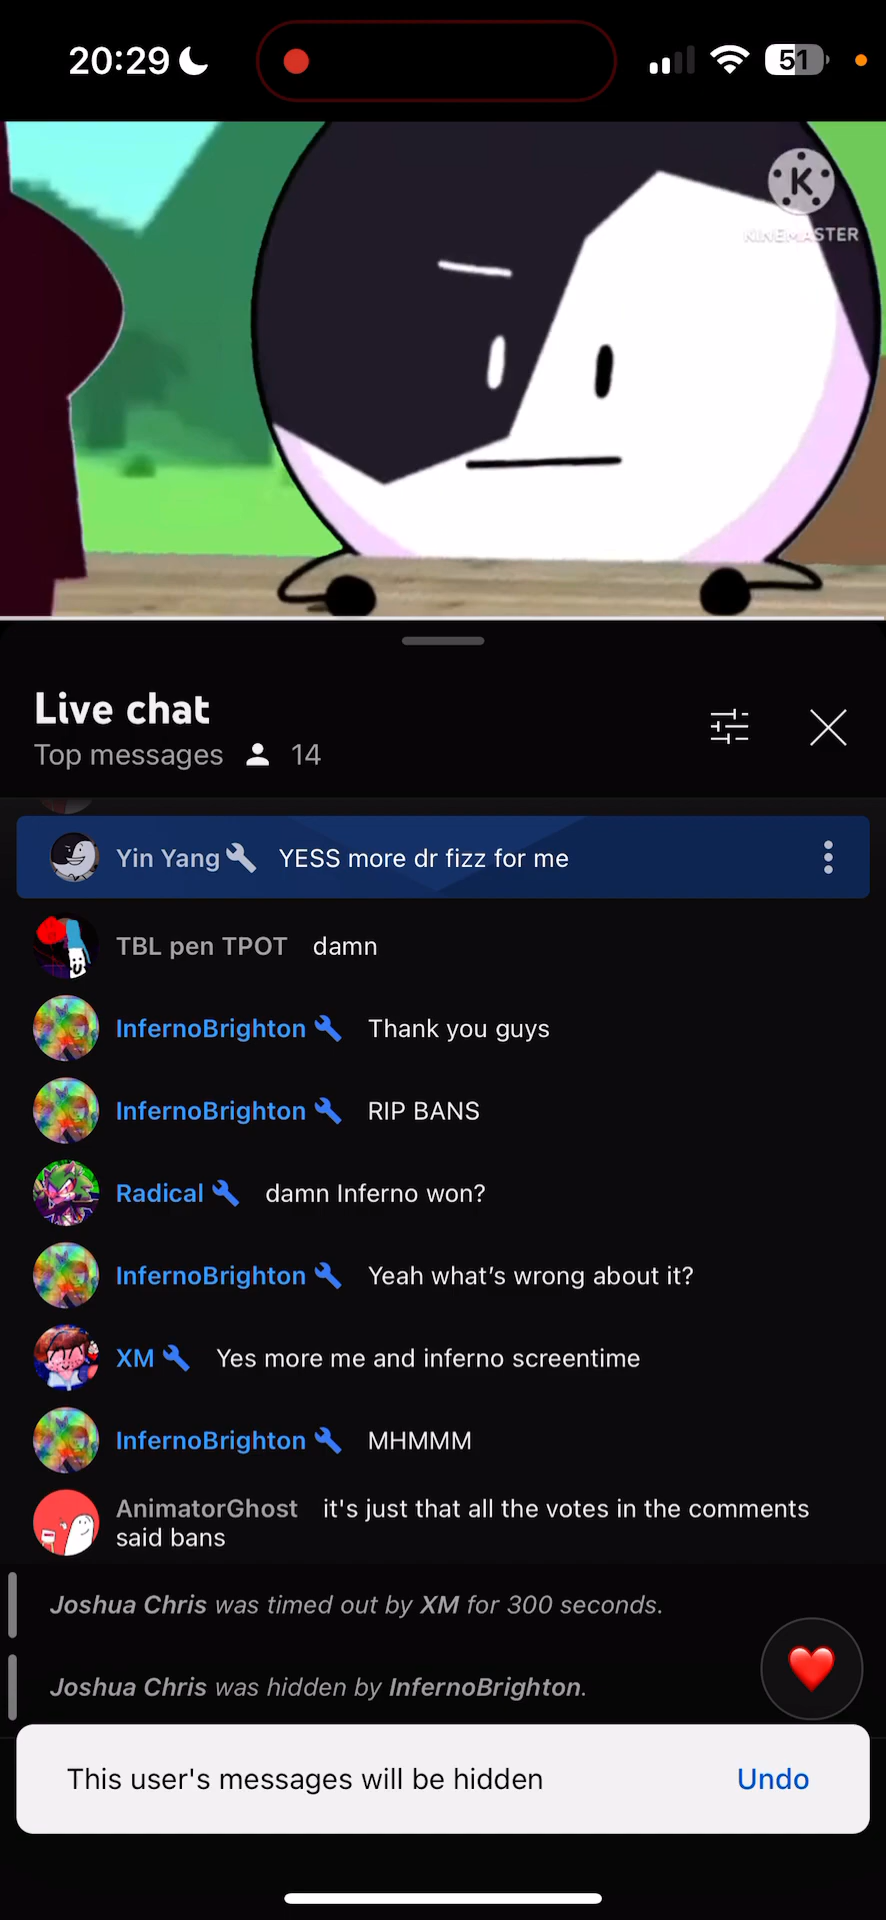 20:29
51
K
KINEMASTER
Live chat
Top messages 14
Yin Yang YESS more dr fizz for me
TBL pen TPOT damn
InfernoBrighton Thank you guys
InfernoBrighton RIP BANS
Radical damn Inferno won?
InfernoBrighton Yeah what’s wrong about it?
XM Yes more me and inferno screentime
InfernoBrighton MHMMM
AnimatorGhost it's just that all the votes in the comments
said bans
Joshua Chris was timed out by XM for 300 seconds.
Joshua Chris was hidden by InfernoBrighton.
This user's messages will be hidden Undo